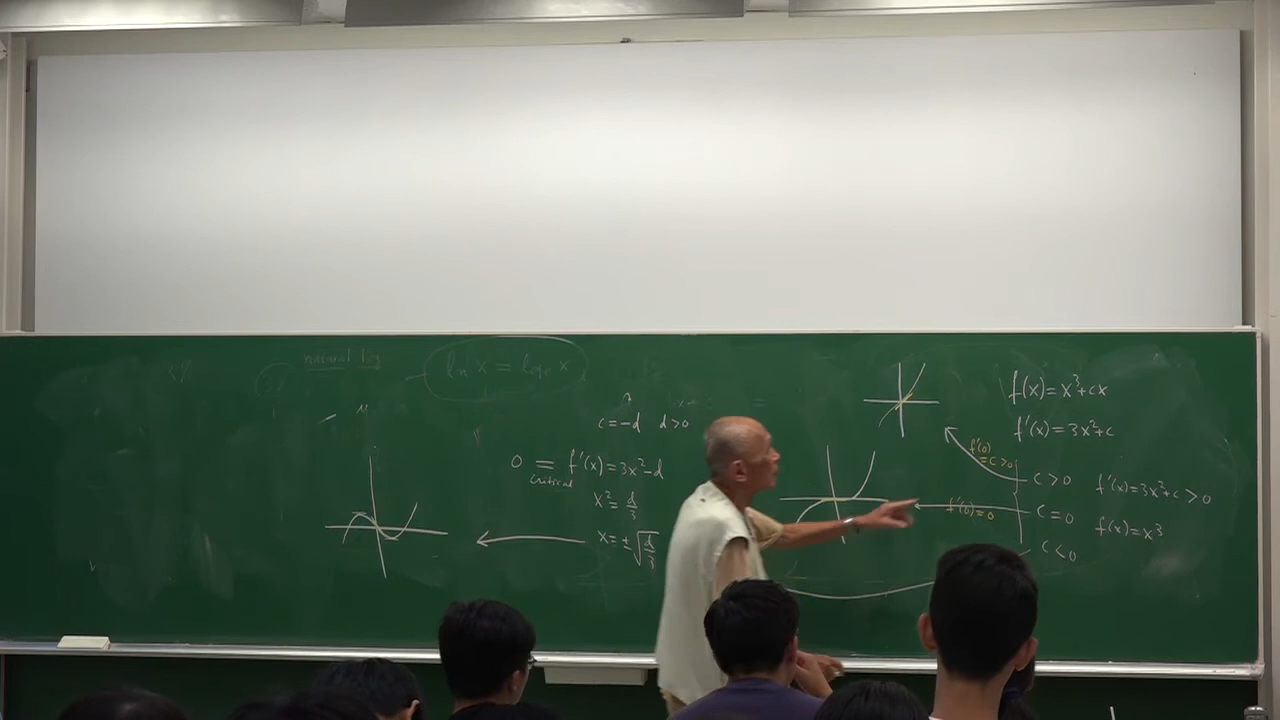 natural log
ln x = log x
c = -d   d > 0
0 = f'(x) = 3x² - d
critical
x² = d/3
x = ± √(d/3)
f(x) = x³ + cx
f'(x) = 3x² + c
f'(0) = c > 0
c > 0   f'(x) = 3x² + c > 0
f'(0) = 0
c = 0   f(x) = x³
c < 0